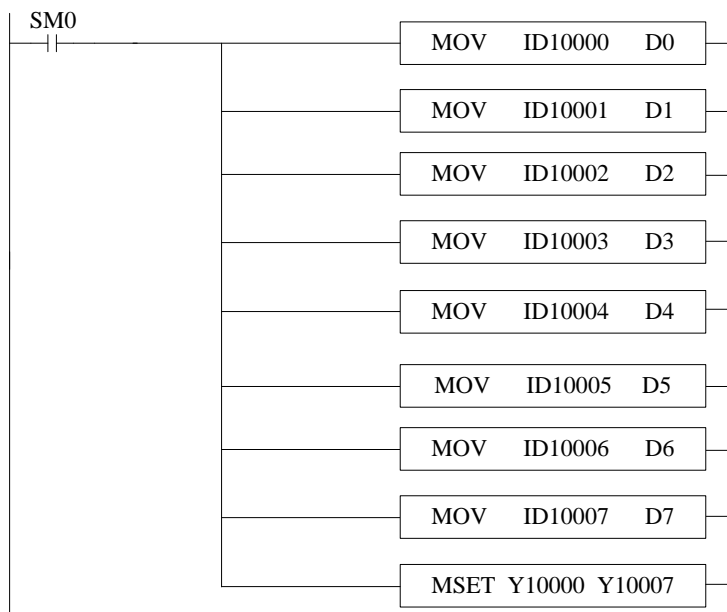 SM0
MOV ID10000 D0
MOV ID10001 D1
MOV ID10002 D2
MOV ID10003 D3
MOV ID10004 D4
MOV ID10005 D5
MOV ID10006 D6
MOV ID10007 D7
MSET Y10000 Y10007